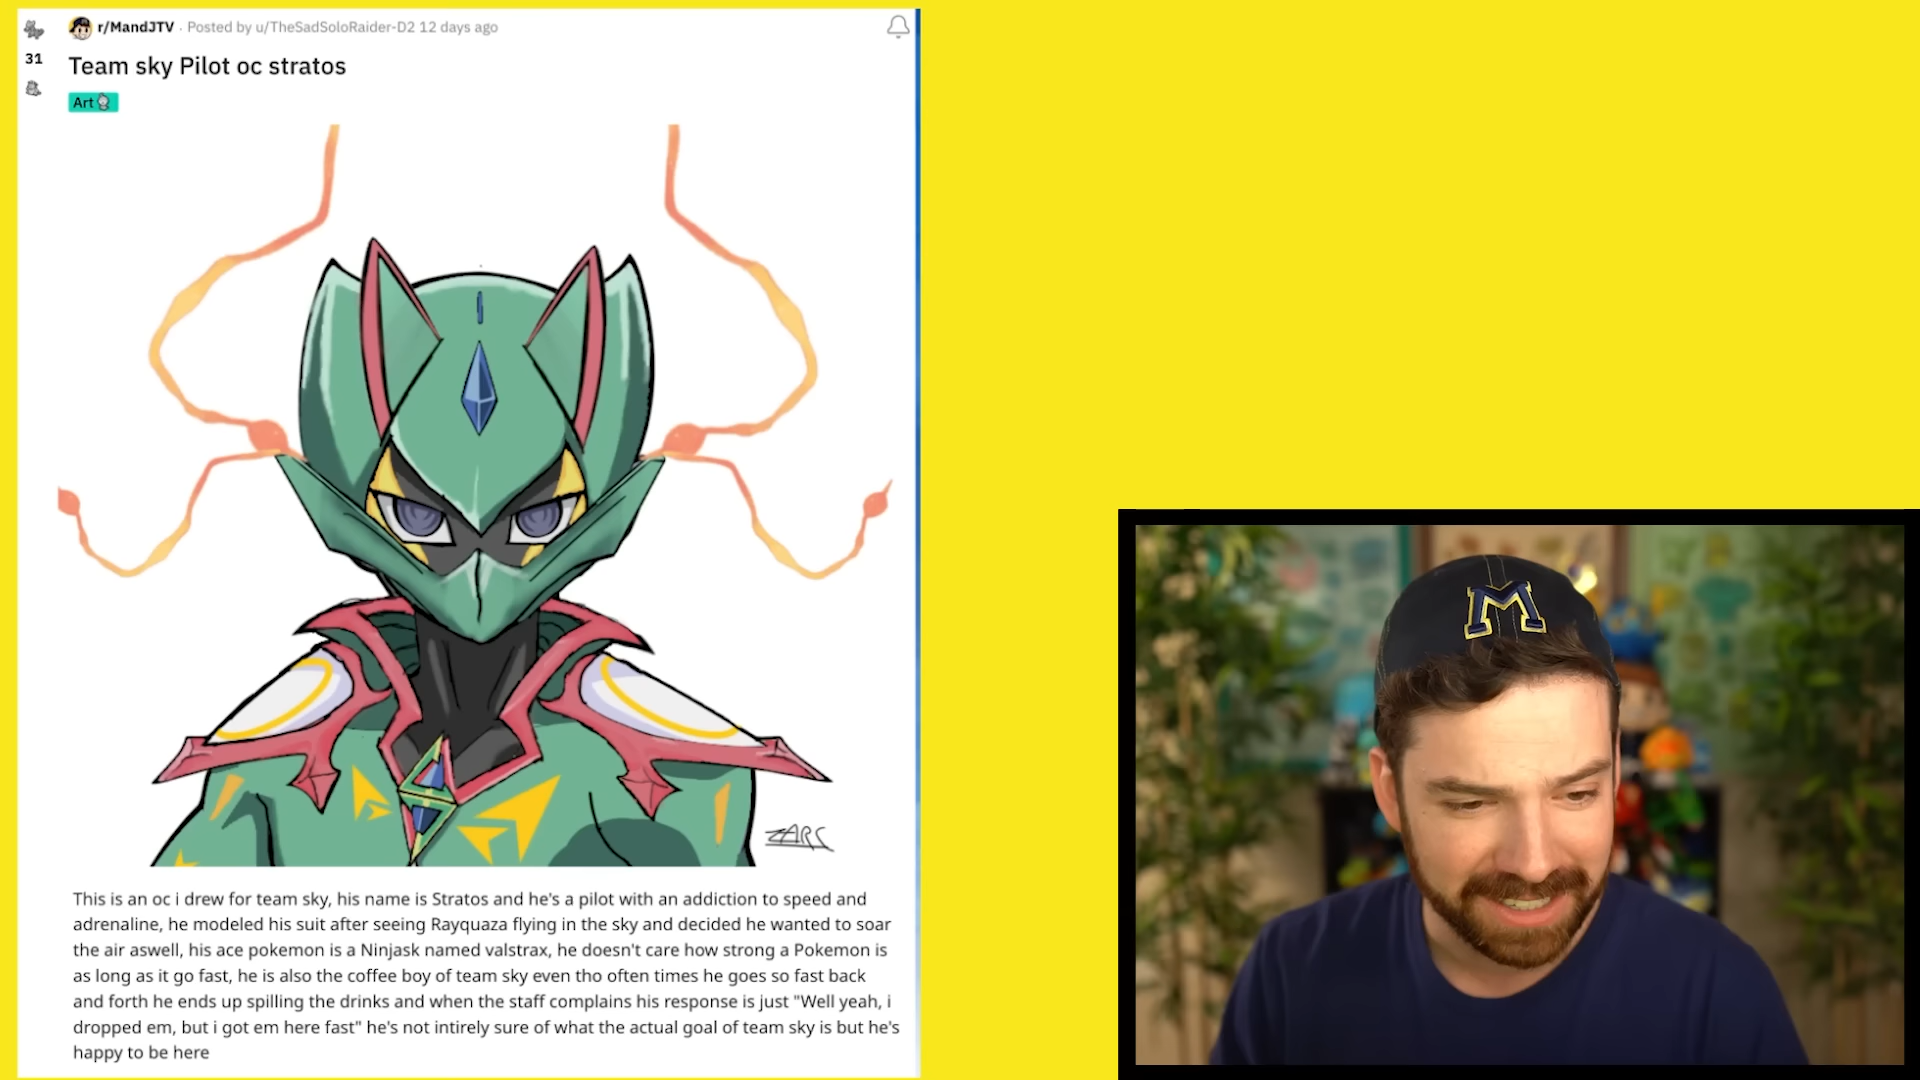 r/MandJTV · Posted by u/TheSadSoloRaider-D2 12 days ago
31
Team sky Pilot oc stratos
Art
ZARS
This is an oc i drew for team sky, his name is Stratos and he's a pilot with an addiction to speed and
adrenaline, he modeled his suit after seeing Rayquaza flying in the sky and decided he wanted to soar
the air aswell, his ace pokemon is a Ninjask named valstrax, he doesn't care how strong a Pokemon is
as long as it go fast, he is also the coffee boy of team sky even tho often times he goes so fast back
and forth he ends up spilling the drinks and when the staff complains his response is just "Well yeah, i
dropped em, but i got em here fast" he's not intirely sure of what the actual goal of team sky is but he's
happy to be here
M